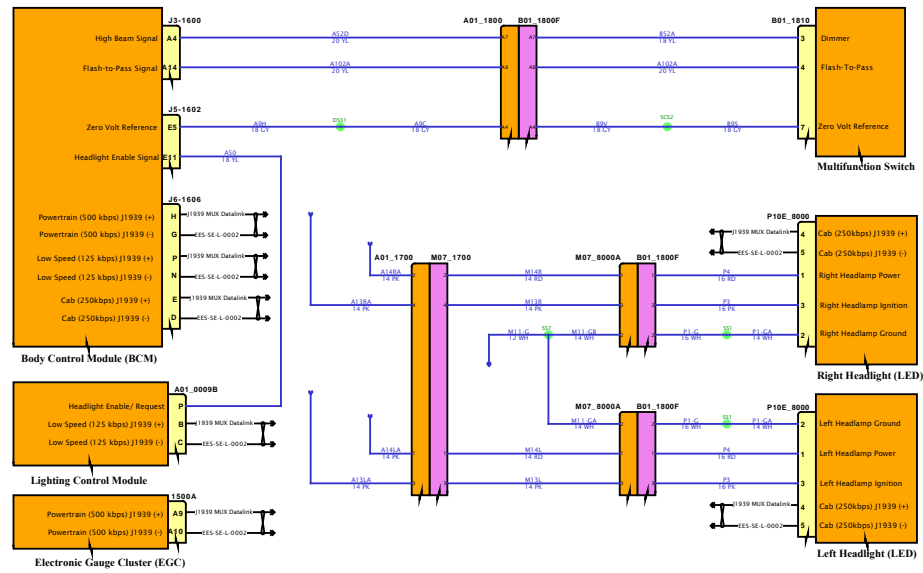 J3-1600
A01_1800
B01_1800F
B01_1810
High Beam Signal
A4
A52D
20 YL
A7
A7
B52A
18 YL
3
Dimmer
Flash-to-Pass Signal
A14
A102A
20 YL
A8
A8
A102A
20 YL
4
Flash-To-Pass
J5-1602
Zero Volt Reference
E5
A9H
18 GY
DSS1
A9C
18 GY
A4
A4
B9V
18 GY
SCS2
B9S
18 GY
7
Zero Volt Reference
Headlight Enable Signal
E11
A50
18 YL
Multifunction Switch
J6-1606
Powertrain (500 kbps) J1939 (+)
H
J1939 MUX Datalink
Powertrain (500 kbps) J1939 (-)
G
EES-SE-L-0002
Low Speed (125 kbps) J1939 (+)
P
J1939 MUX Datalink
Low Speed (125 kbps) J1939 (-)
N
EES-SE-L-0002
Cab (250kbps) J1939 (+)
E
J1939 MUX Datalink
Cab (250kbps) J1939 (-)
D
EES-SE-L-0002
Body Control Module (BCM)
P10E_8000
J1939 MUX Datalink
4
Cab (250kbps) J1939 (+)
EES-SE-L-0002
5
Cab (250kbps) J1939 (-)
A01_1700
M07_1700
M07_8000A
B01_1800F
A14RA
14 PK
M14R
14 RD
P4
16 RD
1
Right Headlamp Power
A13RA
14 PK
M13R
14 RD
P3
16 PK
3
Right Headlamp Ignition
M11-G
12 WH
SS7
M11-GB
14 WH
2
2
P1-G
16 WH
SS1
P1-GA
14 WH
2
Right Headlamp Ground
Right Headlight (LED)
A01_0009B
Headlight Enable/ Request
P
Low Speed (125 kbps) J1939 (+)
B
J1939 MUX Datalink
Low Speed (125 kbps) J1939 (-)
C
EES-SE-L-0002
Lighting Control Module
M07_8000A
B01_1800F
P10E_8000
M11-GA
14 WH
2
2
P1-G
16 WH
SS1
P1-GA
14 WH
2
Left Headlamp Ground
A14LA
14 PK
M14L
14 RD
P4
16 RD
1
Left Headlamp Power
A13LA
14 PK
M13L
14 RD
P3
16 PK
3
Left Headlamp Ignition
J1939 MUX Datalink
4
Cab (250kbps) J1939 (+)
EES-SE-L-0002
5
Cab (250kbps) J1939 (-)
Left Headlight (LED)
1500A
Powertrain (500 kbps) J1939 (+)
A9
J1939 MUX Datalink
Powertrain (500 kbps) J1939 (-)
A10
EES-SE-L-0002
Electronic Gauge Cluster (EGC)